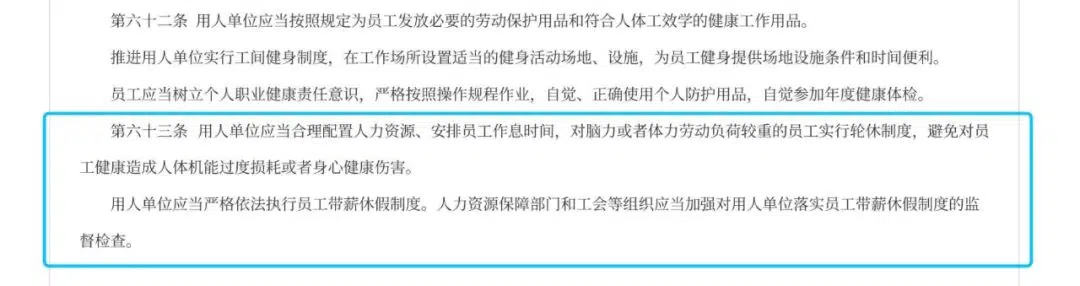 第六十二条 用人单位应当按照规定为员工发放必要的劳动保护用品和符合人体工效学的健康工作用品。
推进用人单位实行工间健身制度，在工作场所设置适当的健身活动场地、设施，为员工健身提供场地设施条件和时间便利。
员工应当树立个人职业健康责任意识，严格按照操作规程作业，自觉、正确使用个人防护用品，自觉参加年度健康体检。
第六十三条 用人单位应当合理配置人力资源、安排员工作息时间，对脑力或者体力劳动负荷较重的员工实行轮休制度，避免对员
工健康造成人体机能过度损耗或者身心健康伤害。
用人单位应当严格依法执行员工带薪休假制度。人力资源保障部门和工会等组织应当加强对用人单位落实员工带薪休假制度的监
督检查。